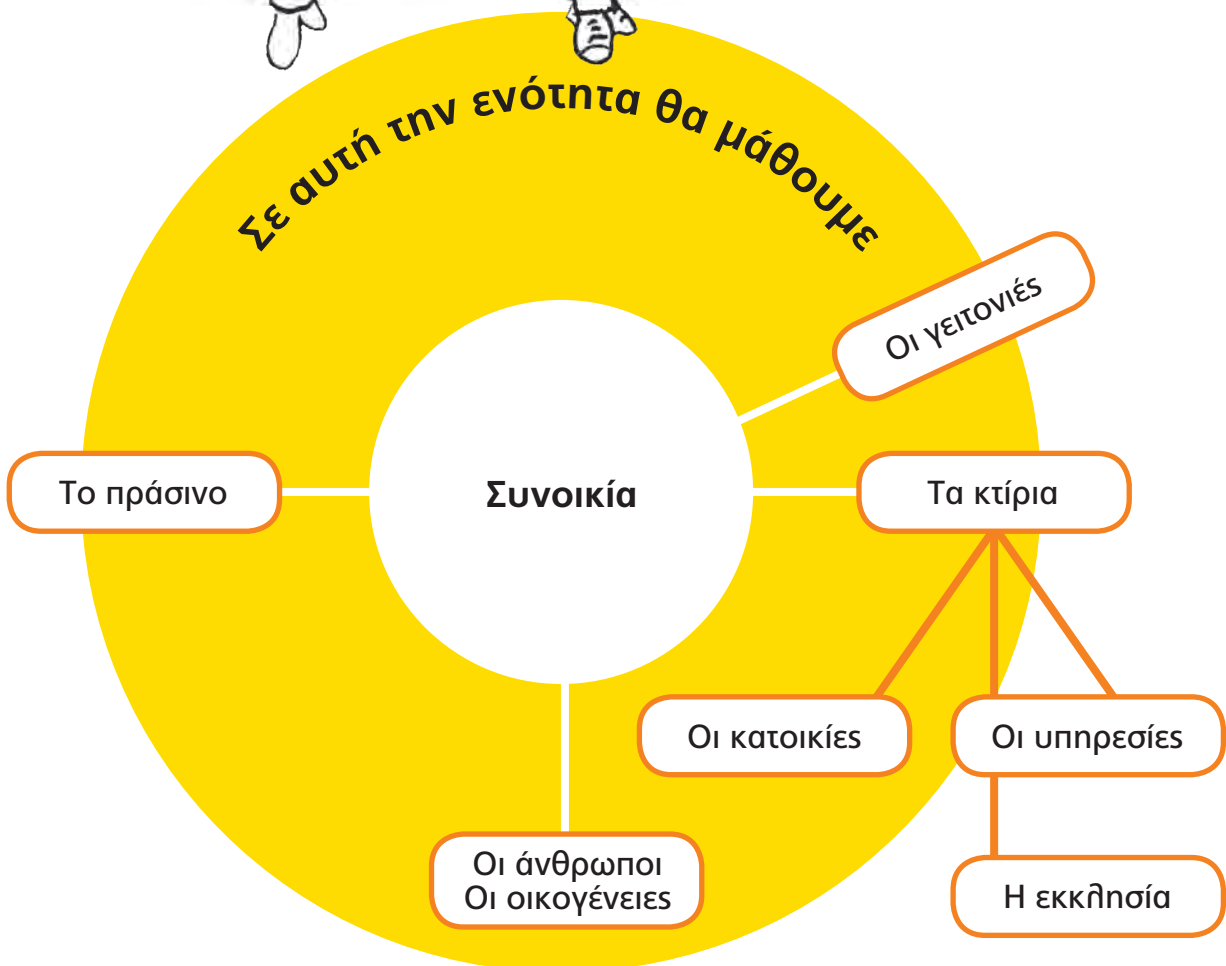 Σε αυτή την ενότητα θα μάθουμε
Οι γειτονιές
Το πράσινο
Συνοικία
Τα κτίρια
Οι κατοικίες
Οι υπηρεσίες
Οι άνθρωποι
Οι οικογένειες
Η εκκλησία